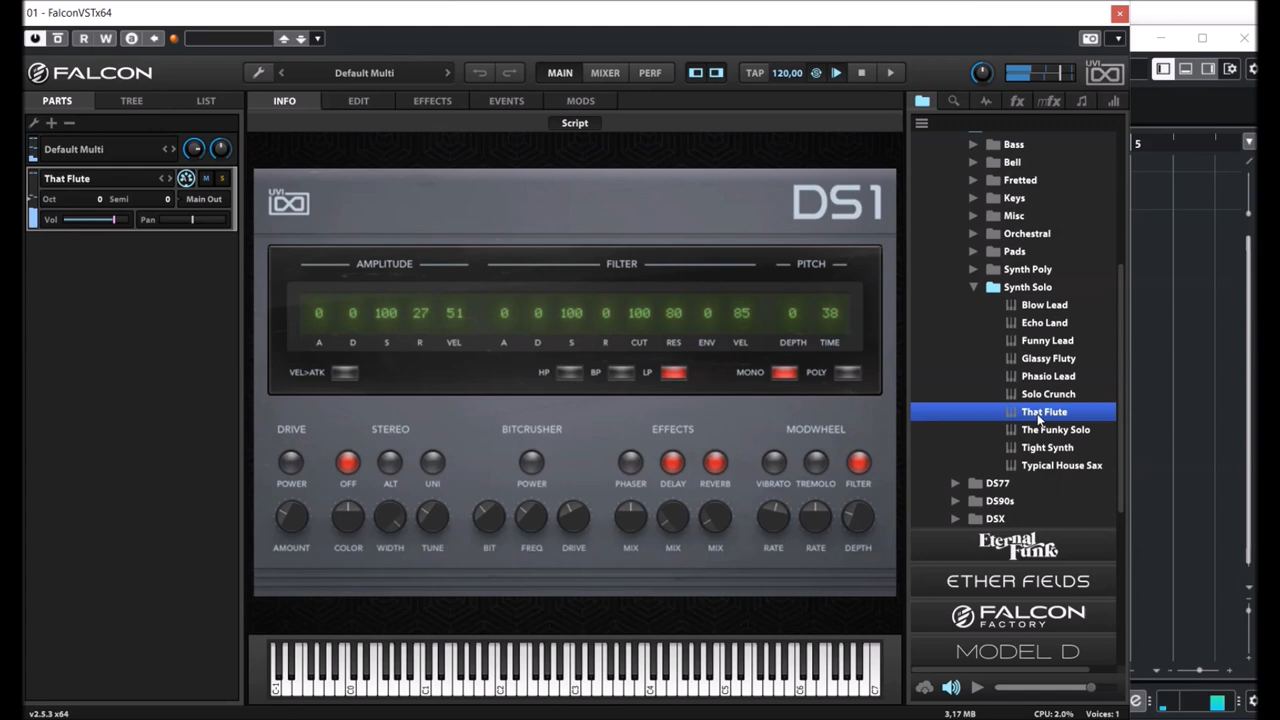 01 - FalconVSTx64
R W
FALCON
Default Multi
MAIN MIXER PERF
TAP 120,00
UVI
PARTS TREE LIST
INFO EDIT EFFECTS EVENTS MODS
Script
Default Multi
That Flute
M S
Oct 0 Semi 0 Main Out
Vol Pan
UVI
DS1
AMPLITUDE FILTER PITCH
0 0 100 27 51 0 0 100 0 100 80 0 85 0 38
A D S R VEL A D S R CUT RES ENV VEL DEPTH TIME
VEL>ATK HP BP LP MONO POLY
DRIVE STEREO BITCRUSHER EFFECTS MODWHEEL
POWER OFF ALT UNI POWER PHASER DELAY REVERB VIBRATO TREMOLO FILTER
AMOUNT COLOR WIDTH TUNE BIT FREQ DRIVE MIX MIX MIX RATE RATE DEPTH
Bass
Bell
Fretted
Keys
Misc
Orchestral
Pads
Synth Poly
Synth Solo
Blow Lead
Echo Land
Funny Lead
Glassy Fluty
Phasio Lead
Solo Crunch
That Flute
The Funky Solo
Tight Synth
Typical House Sax
DS77
DS90s
DSX
Eternal Funk
ETHER FIELDS
FALCON FACTORY
MODEL D
5
v2.5.3 x64
3,17 MB CPU: 2.0% Voices: 1